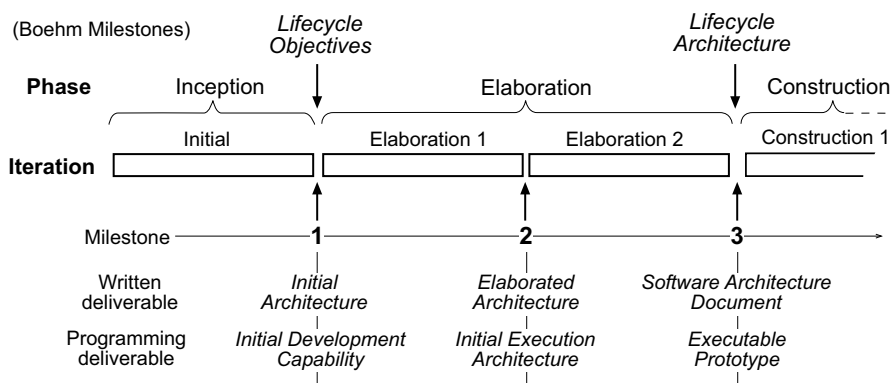 (Boehm Milestones)
Lifecycle
Objectives
Lifecycle
Architecture
Phase
Inception
Elaboration
Construction
Initial
Elaboration 1
Elaboration 2
Construction 1
Iteration
Milestone
1
2
3
Written
deliverable
Initial
Architecture
Elaborated
Architecture
Software Architecture
Document
Programming
deliverable
Initial Development
Capability
Initial Execution
Architecture
Executable
Prototype